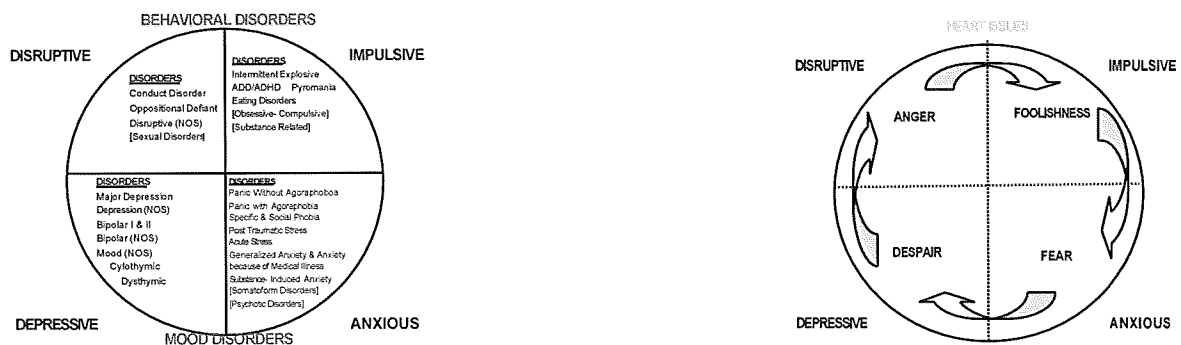 BEHAVIORAL DISORDERS
DISRUPTIVE
IMPULSIVE
DISORDERS
Conduct Disorder
Oppositional Defiant
Disruptive (NOS)
[Sexual Disorders]
DISORDERS
Intermittent Explosive
ADD/ADHD Pyromania
Eating Disorders
[Obsessive- Compulsive]
[Substance Related]
DISORDERS
Major Depression
Depression (NOS)
Bipolar I & II
Bipolar (NOS)
Mood (NOS)
Cylothymic
Dysthymic
DISORDERS
Panic Without Agoraphoboa
Panic with Agoraphobia
Specific & Social Phobia
Post Traumatic Stress
Acute Stress
Generalized Anxiety & Anxiety
because of Medical Illness
Substance- Induced Anxiety
[Somatoform Disorders]
[Psychotic Disorders]
DEPRESSIVE
ANXIOUS
MOOD DISORDERS
HEART ISSUES
DISRUPTIVE
IMPULSIVE
ANGER
FOOLISHNESS
DESPAIR
FEAR
DEPRESSIVE
ANXIOUS